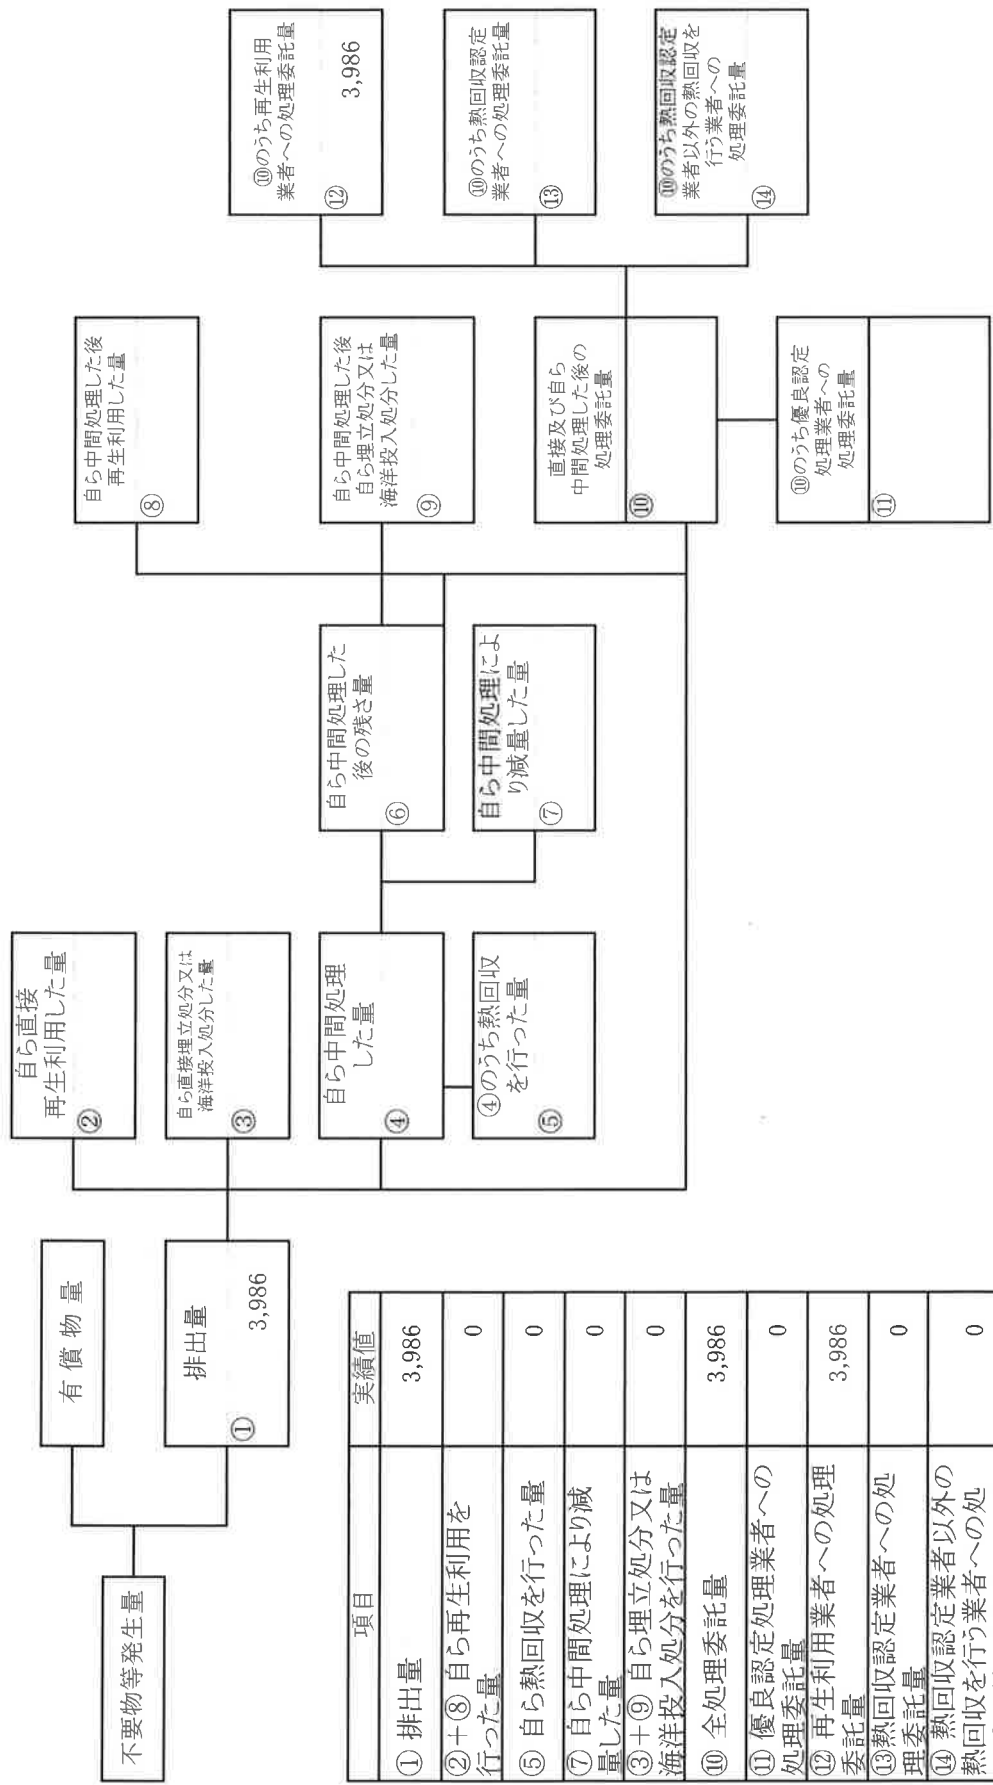 不要物等発生量
有償物量
排出量
①
3,986
自ら直接
再生利用した量
②
自ら直接埋立処分又は
海洋投入処分した量
③
自ら中間処理
した量
④
④のうち熱回収
を行った量
⑤
自ら中間処理した
後の残さ量
⑥
自ら中間処理によ
り減量した量
⑦
自ら中間処理した後
再生利用した量
⑧
自ら中間処理した後
自ら埋立処分又は
海洋投入処分した量
⑨
直接及び自ら
中間処理した後の
処理委託量
⑩
⑩のうち優良認定
処理業者への
処理委託量
⑪
⑩のうち再生利用
業者への処理委託量
⑫
3,986
⑩のうち熱回収認定
業者への処理委託量
⑬
⑩のうち熱回収認定
業者以外の熱回収を
行う業者への
処理委託量
⑭
項目 実績値
① 排出量 3,986
②+⑧ 自ら再生利用を
行った量 0
⑤ 自ら熱回収を行った量 0
⑦ 自ら中間処理により減
量した量 0
③+⑨ 自ら埋立処分又は
海洋投入処分を行った量 0
⑩ 全処理委託量 3,986
⑪ 優良認定処理業者への
処理委託量 0
⑫ 再生利用業者への処理
委託量 3,986
⑬熱回収認定業者への処
理委託量 0
⑭ 熱回収認定業者以外の
熱回収を行う業者への処 0